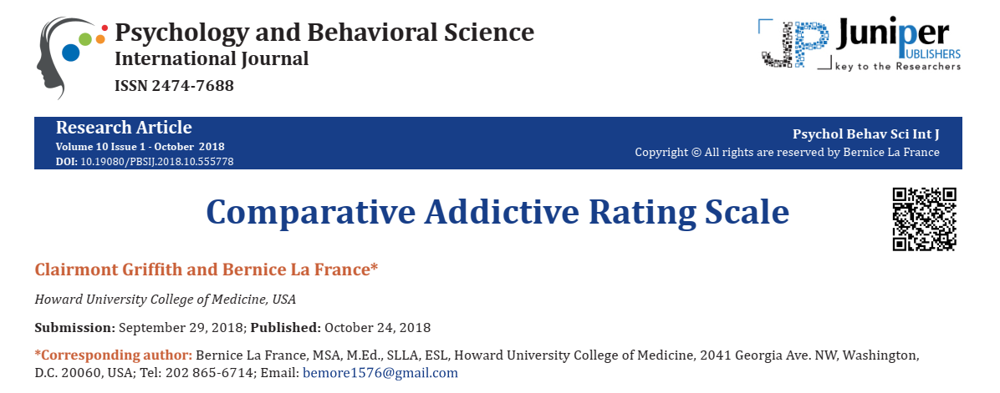 Psychology and Behavioral Science
International Journal
ISSN 2474-7688
JP Juniper
UBLISHERS
key to the Researchers
Research Article
Volume 10 Issue 1 - October 2018
DOI: 10.19080/PBSIJ.2018.10.555778
Psychol Behav Sci Int J
Copyright © All rights are reserved by Bernice La France
Comparative Addictive Rating Scale
Clairmont Griffith and Bernice La France*
Howard University College of Medicine, USA
Submission: September 29, 2018; Published: October 24, 2018
*Corresponding author: Bernice La France, MSA, M.Ed., SLLA, ESL, Howard University College of Medicine, 2041 Georgia Ave. NW, Washington,
D.C. 20060, USA; Tel: 202 865-6714; Email: bemore1576@gmail.com